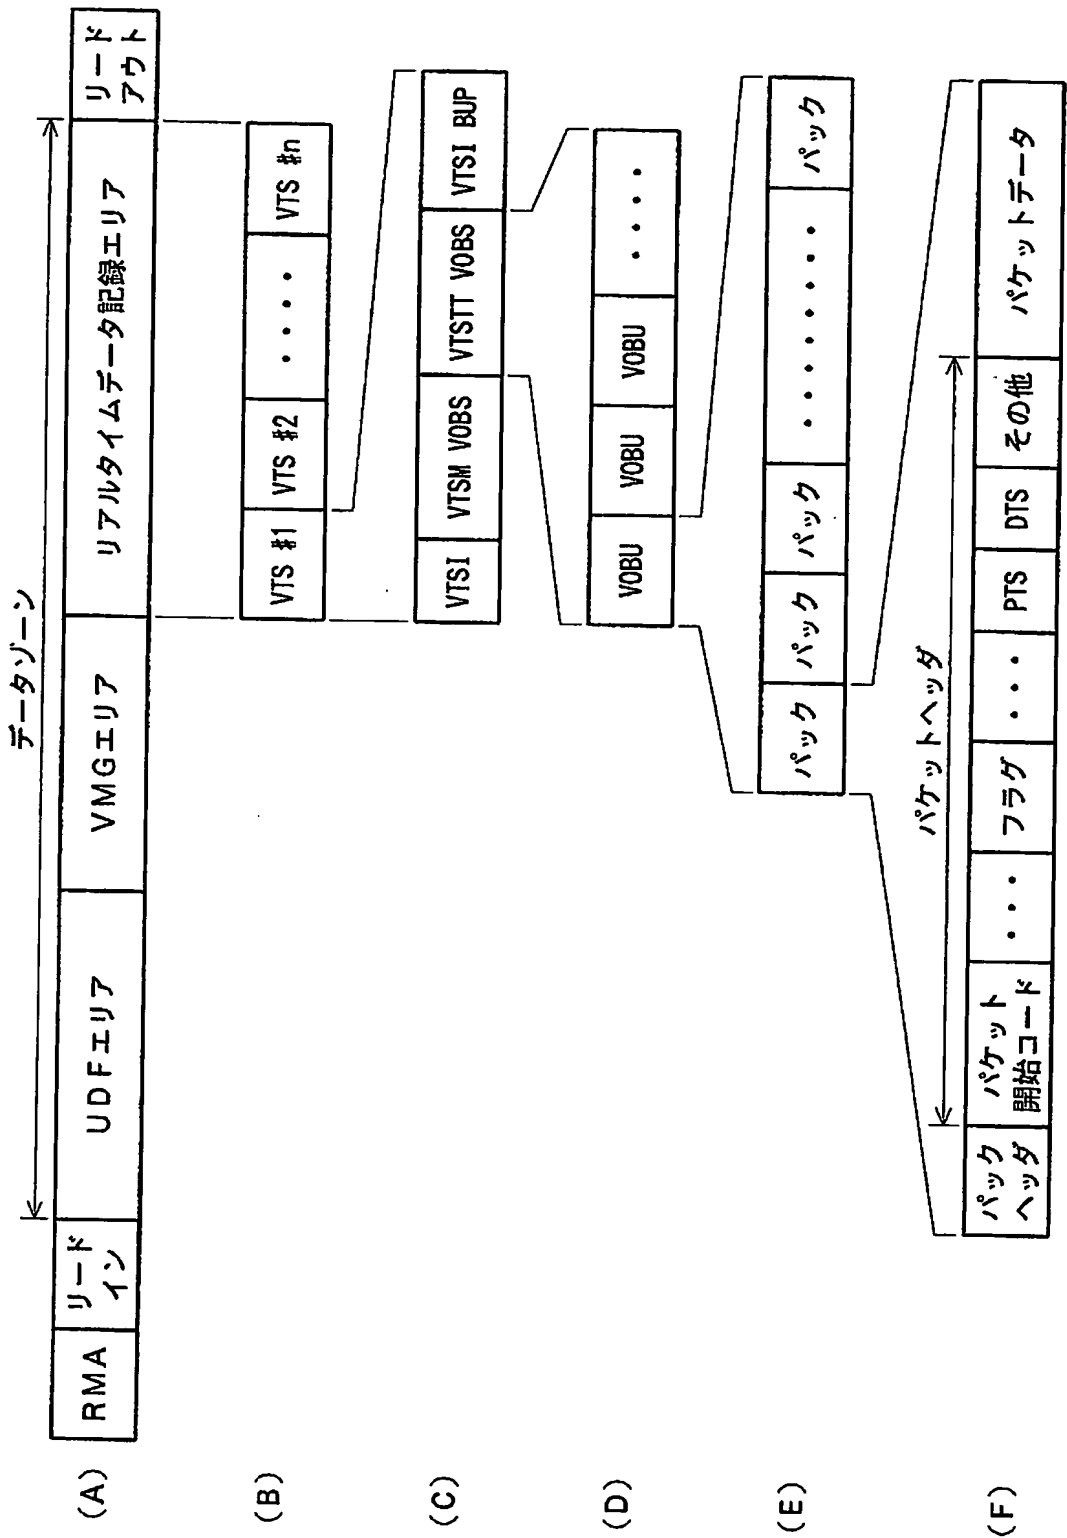 データゾーン
(A)
RMA
リード
イン
UDFエリア
VMGエリア
リアルタイムデータ記録エリア
リード
アウト
(B)
VTS #1
VTS #2
・・・・
VTS #n
(C)
VTSI
VTSM VOBS
VTSTT VOBS
VTSI BUP
(D)
VOBU
VOBU
VOBU
・・・・
(E)
パック
パック
パック
・・・・・・・
パック
パケットヘッダ
(F)
パック
ヘッダ
パケット
開始コード
・・・
フラグ
・・・
PTS
DTS
その他
パケットデータ